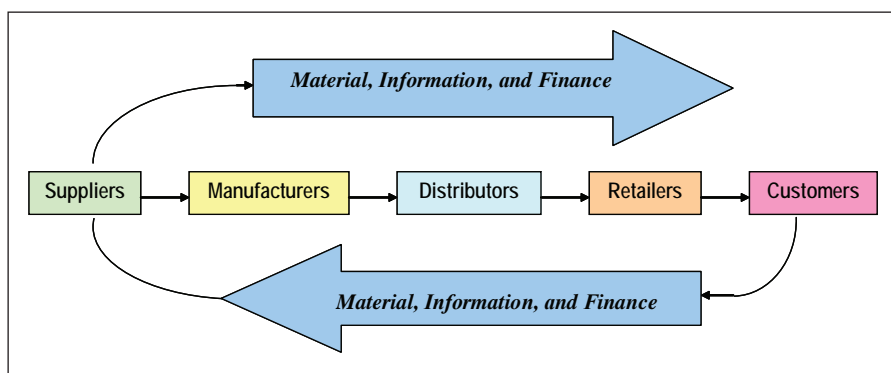 Material, Information, and Finance
Suppliers
Manufacturers
Distributors
Retailers
Customers
Material, Information, and Finance